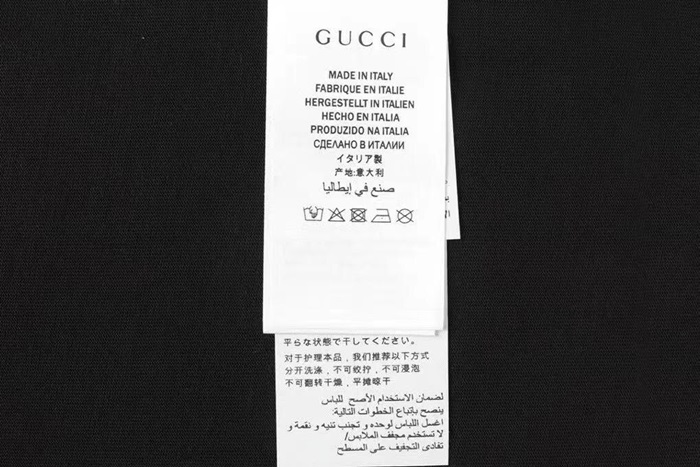 GUCCI
MADE IN ITALY
FABRIQUE EN ITALIE
HERGESTELLT IN ITALIEN
HECHO EN ITALIA
PRODUZIDO NA ITALIA
СДЕЛАНО В ИТАЛИИ
イタリア製
产地:意大利
صنع في إيطاليا
平らな状態で干してください。
对于护理本品，我们推荐以下方式
分开洗涤，不可绞拧，不可浸泡
不可翻转干燥，平摊晾干
لضمان الاستخدام الأصح للباس
ينصح بإتباع الخطوات التالية:
اغسل اللباس لوحده و تجنب تنيه و نقمة و
لا تستخدم مجفف الملابس/
تفادى التجفيف على المسطح